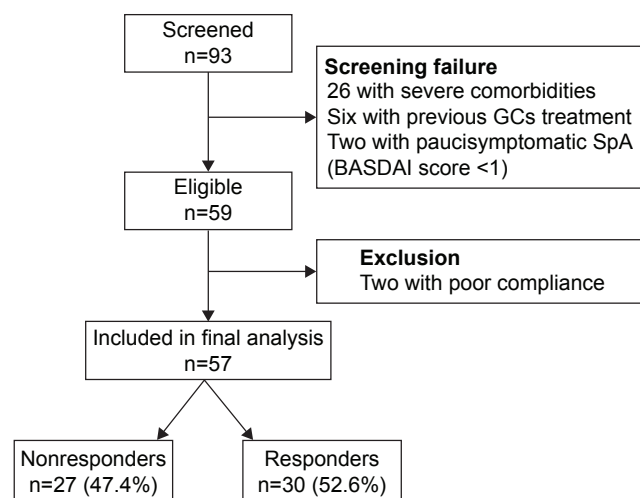 Screened
n=93
Screening failure
26 with severe comorbidities
Six with previous GCs treatment
Two with paucisymptomatic SpA
(BASDAI score <1)
Eligible
n=59
Exclusion
Two with poor compliance
Included in final analysis
n=57
Nonresponders
n=27 (47.4%)
Responders
n=30 (52.6%)